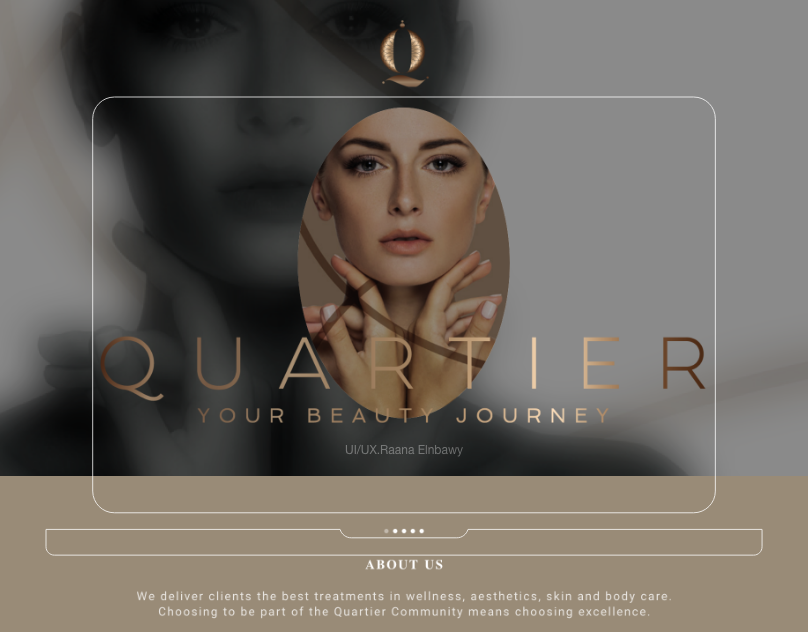 Q
QUARTIER
YOUR BEAUTY JOURNEY
UI/UX.Raana Elnbawy
ABOUT US
We deliver clients the best treatments in wellness, aesthetics, skin and body care.
Choosing to be part of the Quartier Community means choosing excellence.